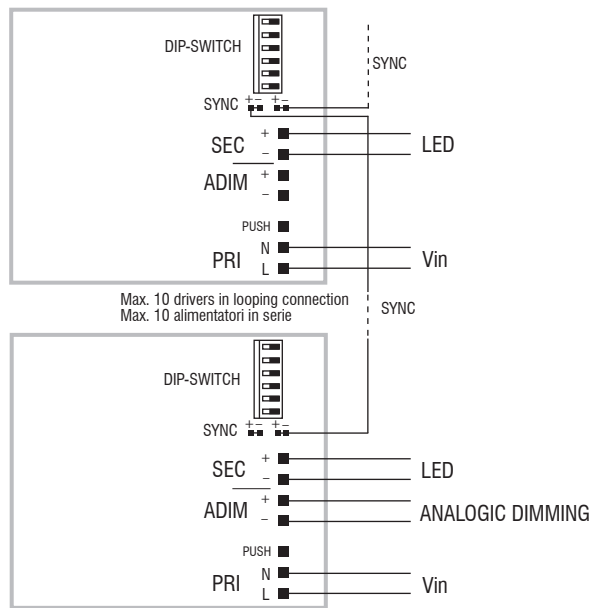 DIP-SWITCH
SYNC
SYNC + - + -
SEC + -
LED
ADIM + -
PUSH
PRI N L
Vin
Max. 10 drivers in looping connection
Max. 10 alimentatori in serie
SYNC
DIP-SWITCH
SYNC + - + -
SEC + -
LED
ADIM + -
ANALOGIC DIMMING
PUSH
PRI N L
Vin